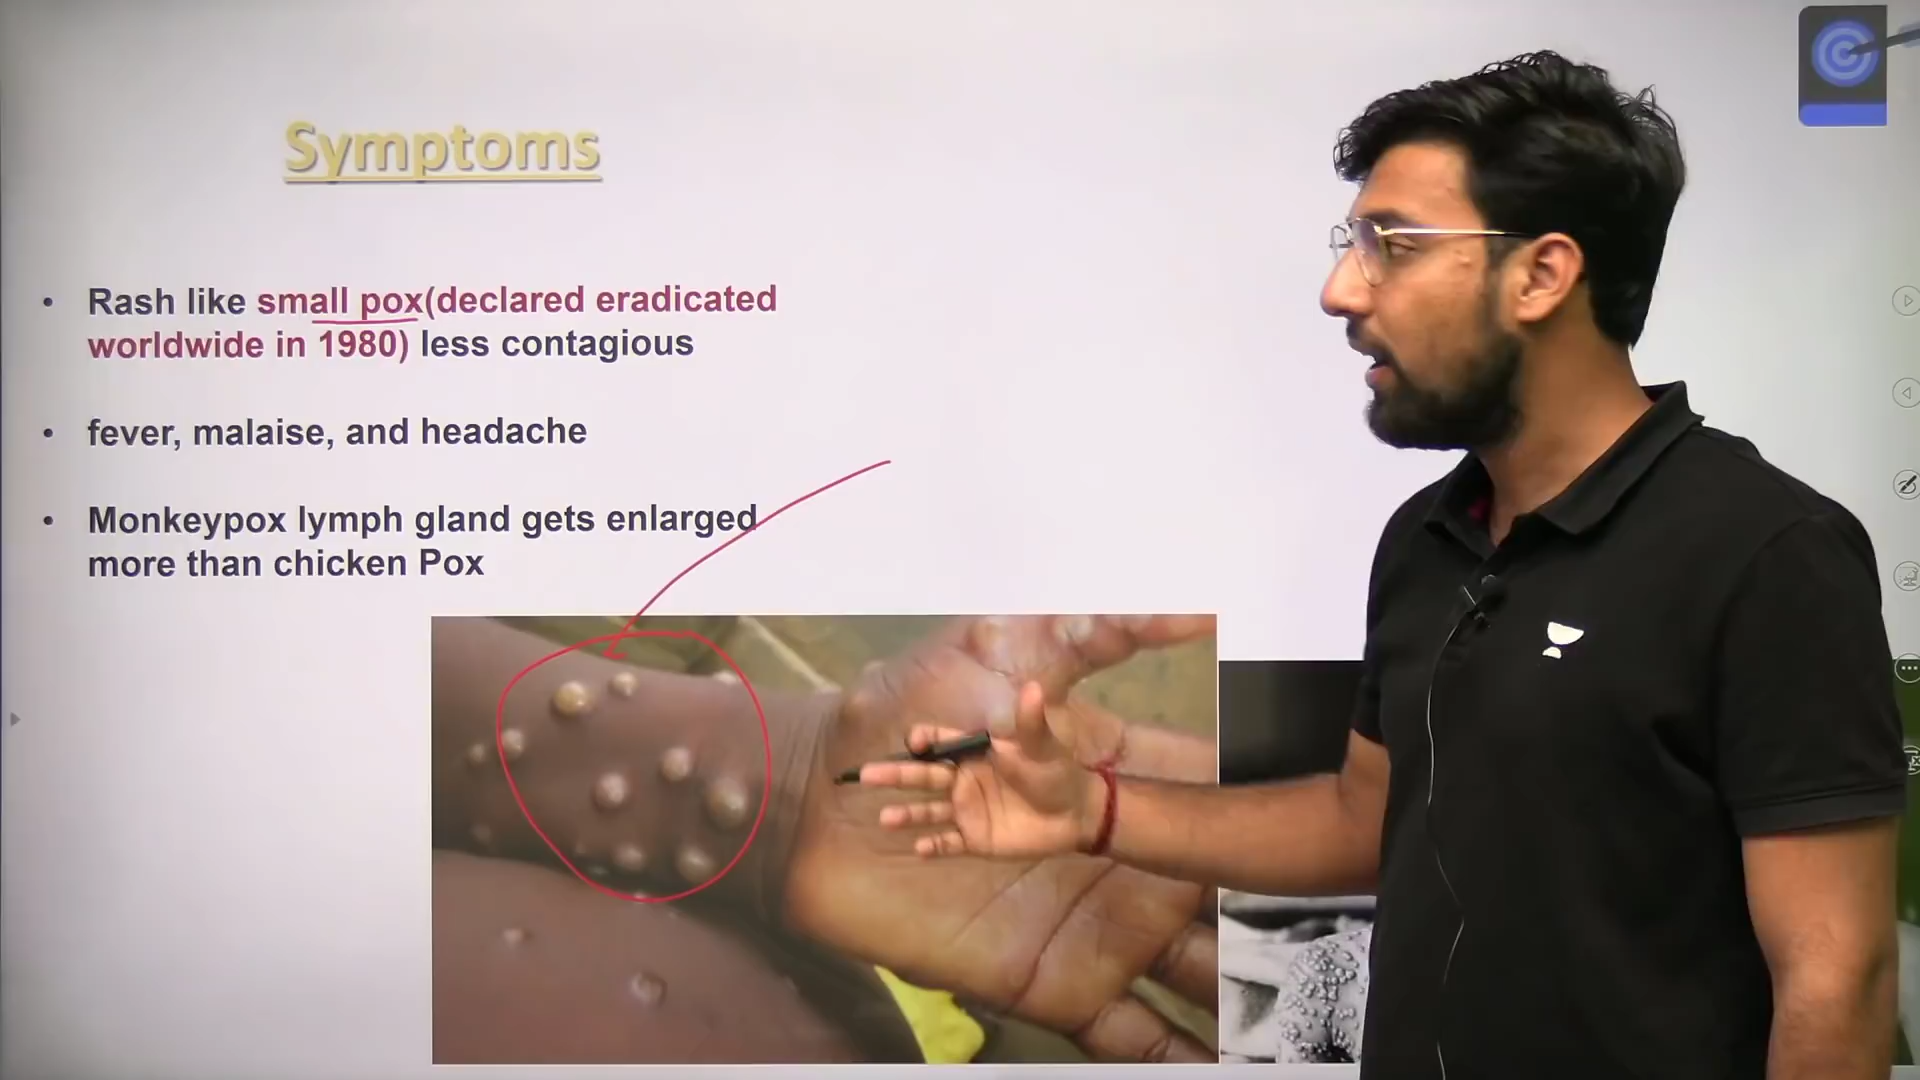 Symptoms
• Rash like small pox(declared eradicated
worldwide in 1980) less contagious
• fever, malaise, and headache
• Monkeypox lymph gland gets enlarged
more than chicken Pox